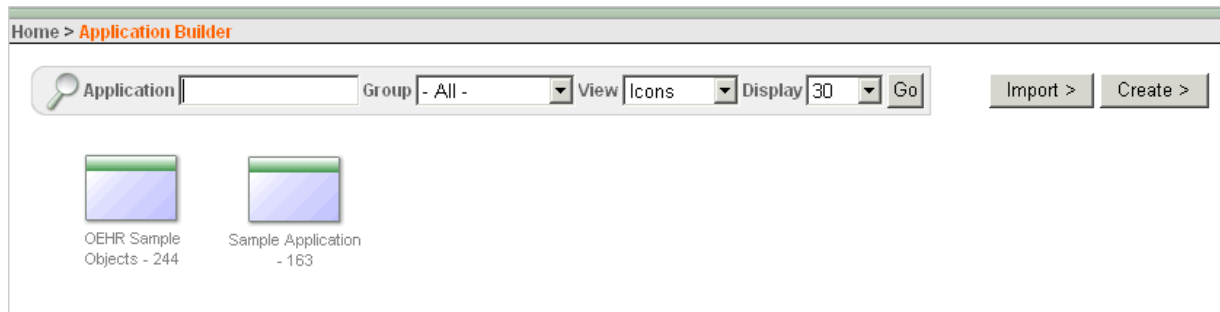 Home > Application Builder
Application Group - All - View Icons Display 30 Go Import > Create >
OEHR Sample
Objects - 244
Sample Application
- 163